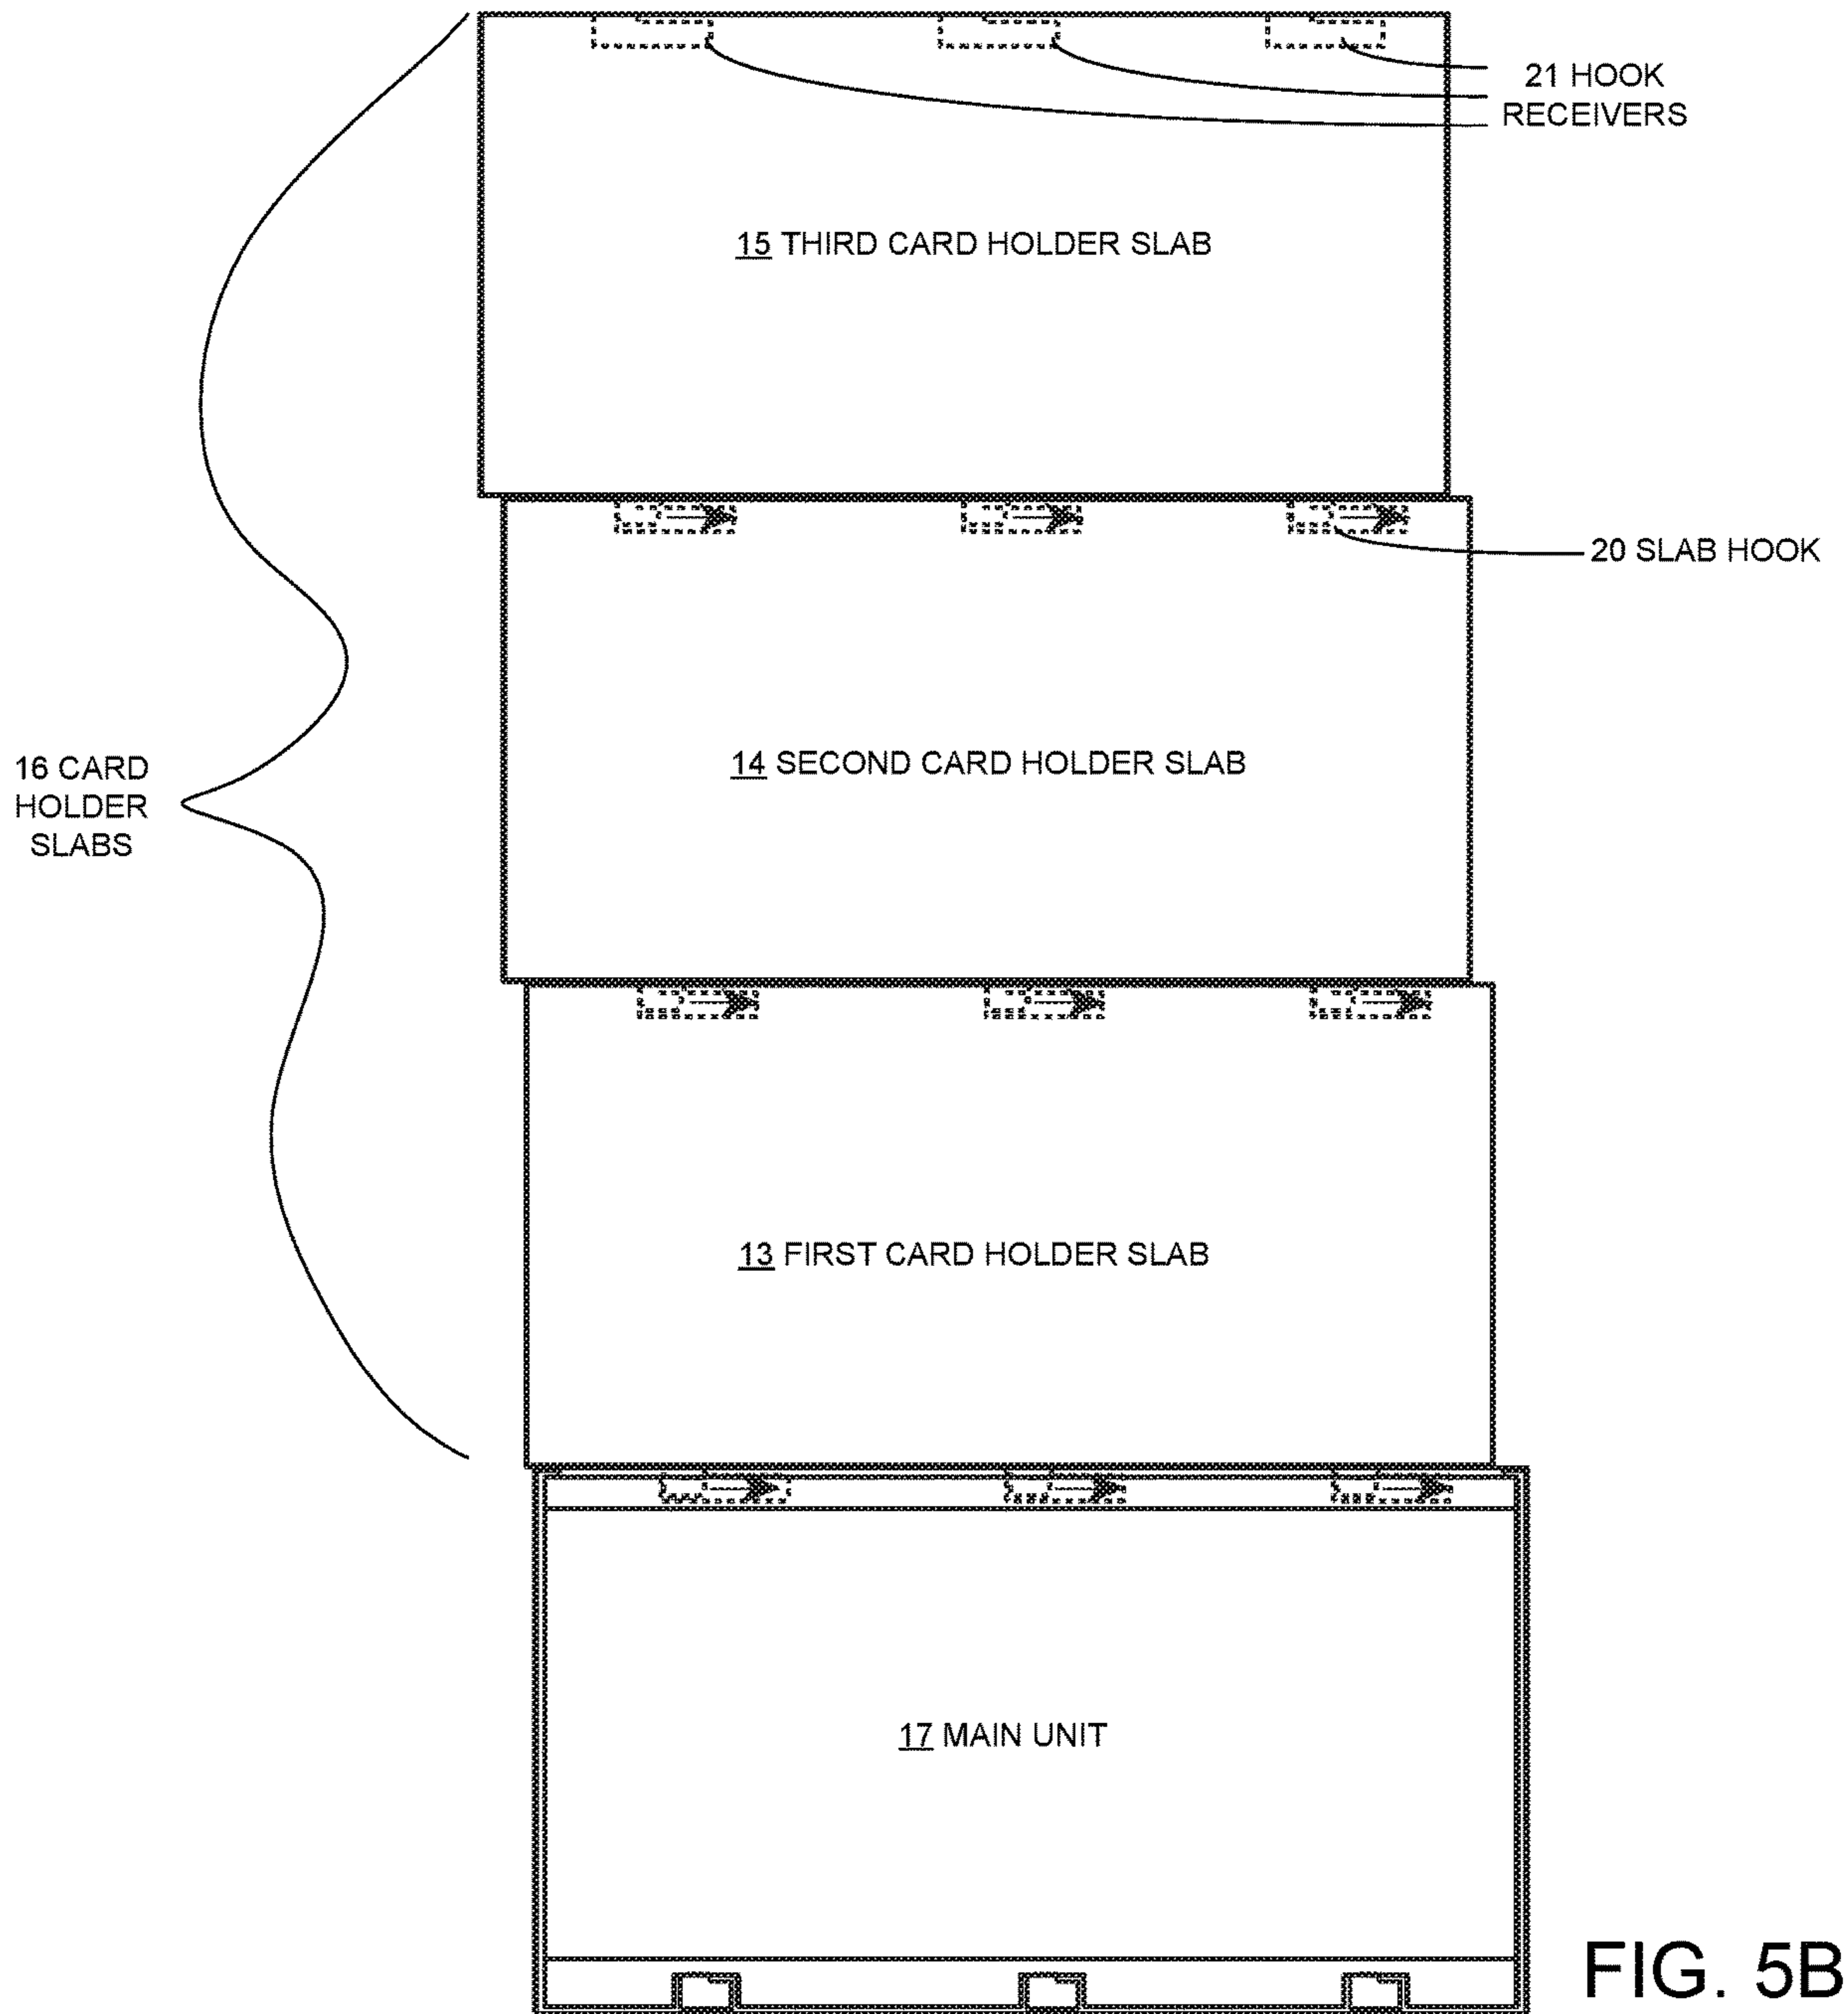 21 HOOK
RECEIVERS
15 THIRD CARD HOLDER SLAB
20 SLAB HOOK
14 SECOND CARD HOLDER SLAB
16 CARD
HOLDER
SLABS
13 FIRST CARD HOLDER SLAB
17 MAIN UNIT
FIG. 5B